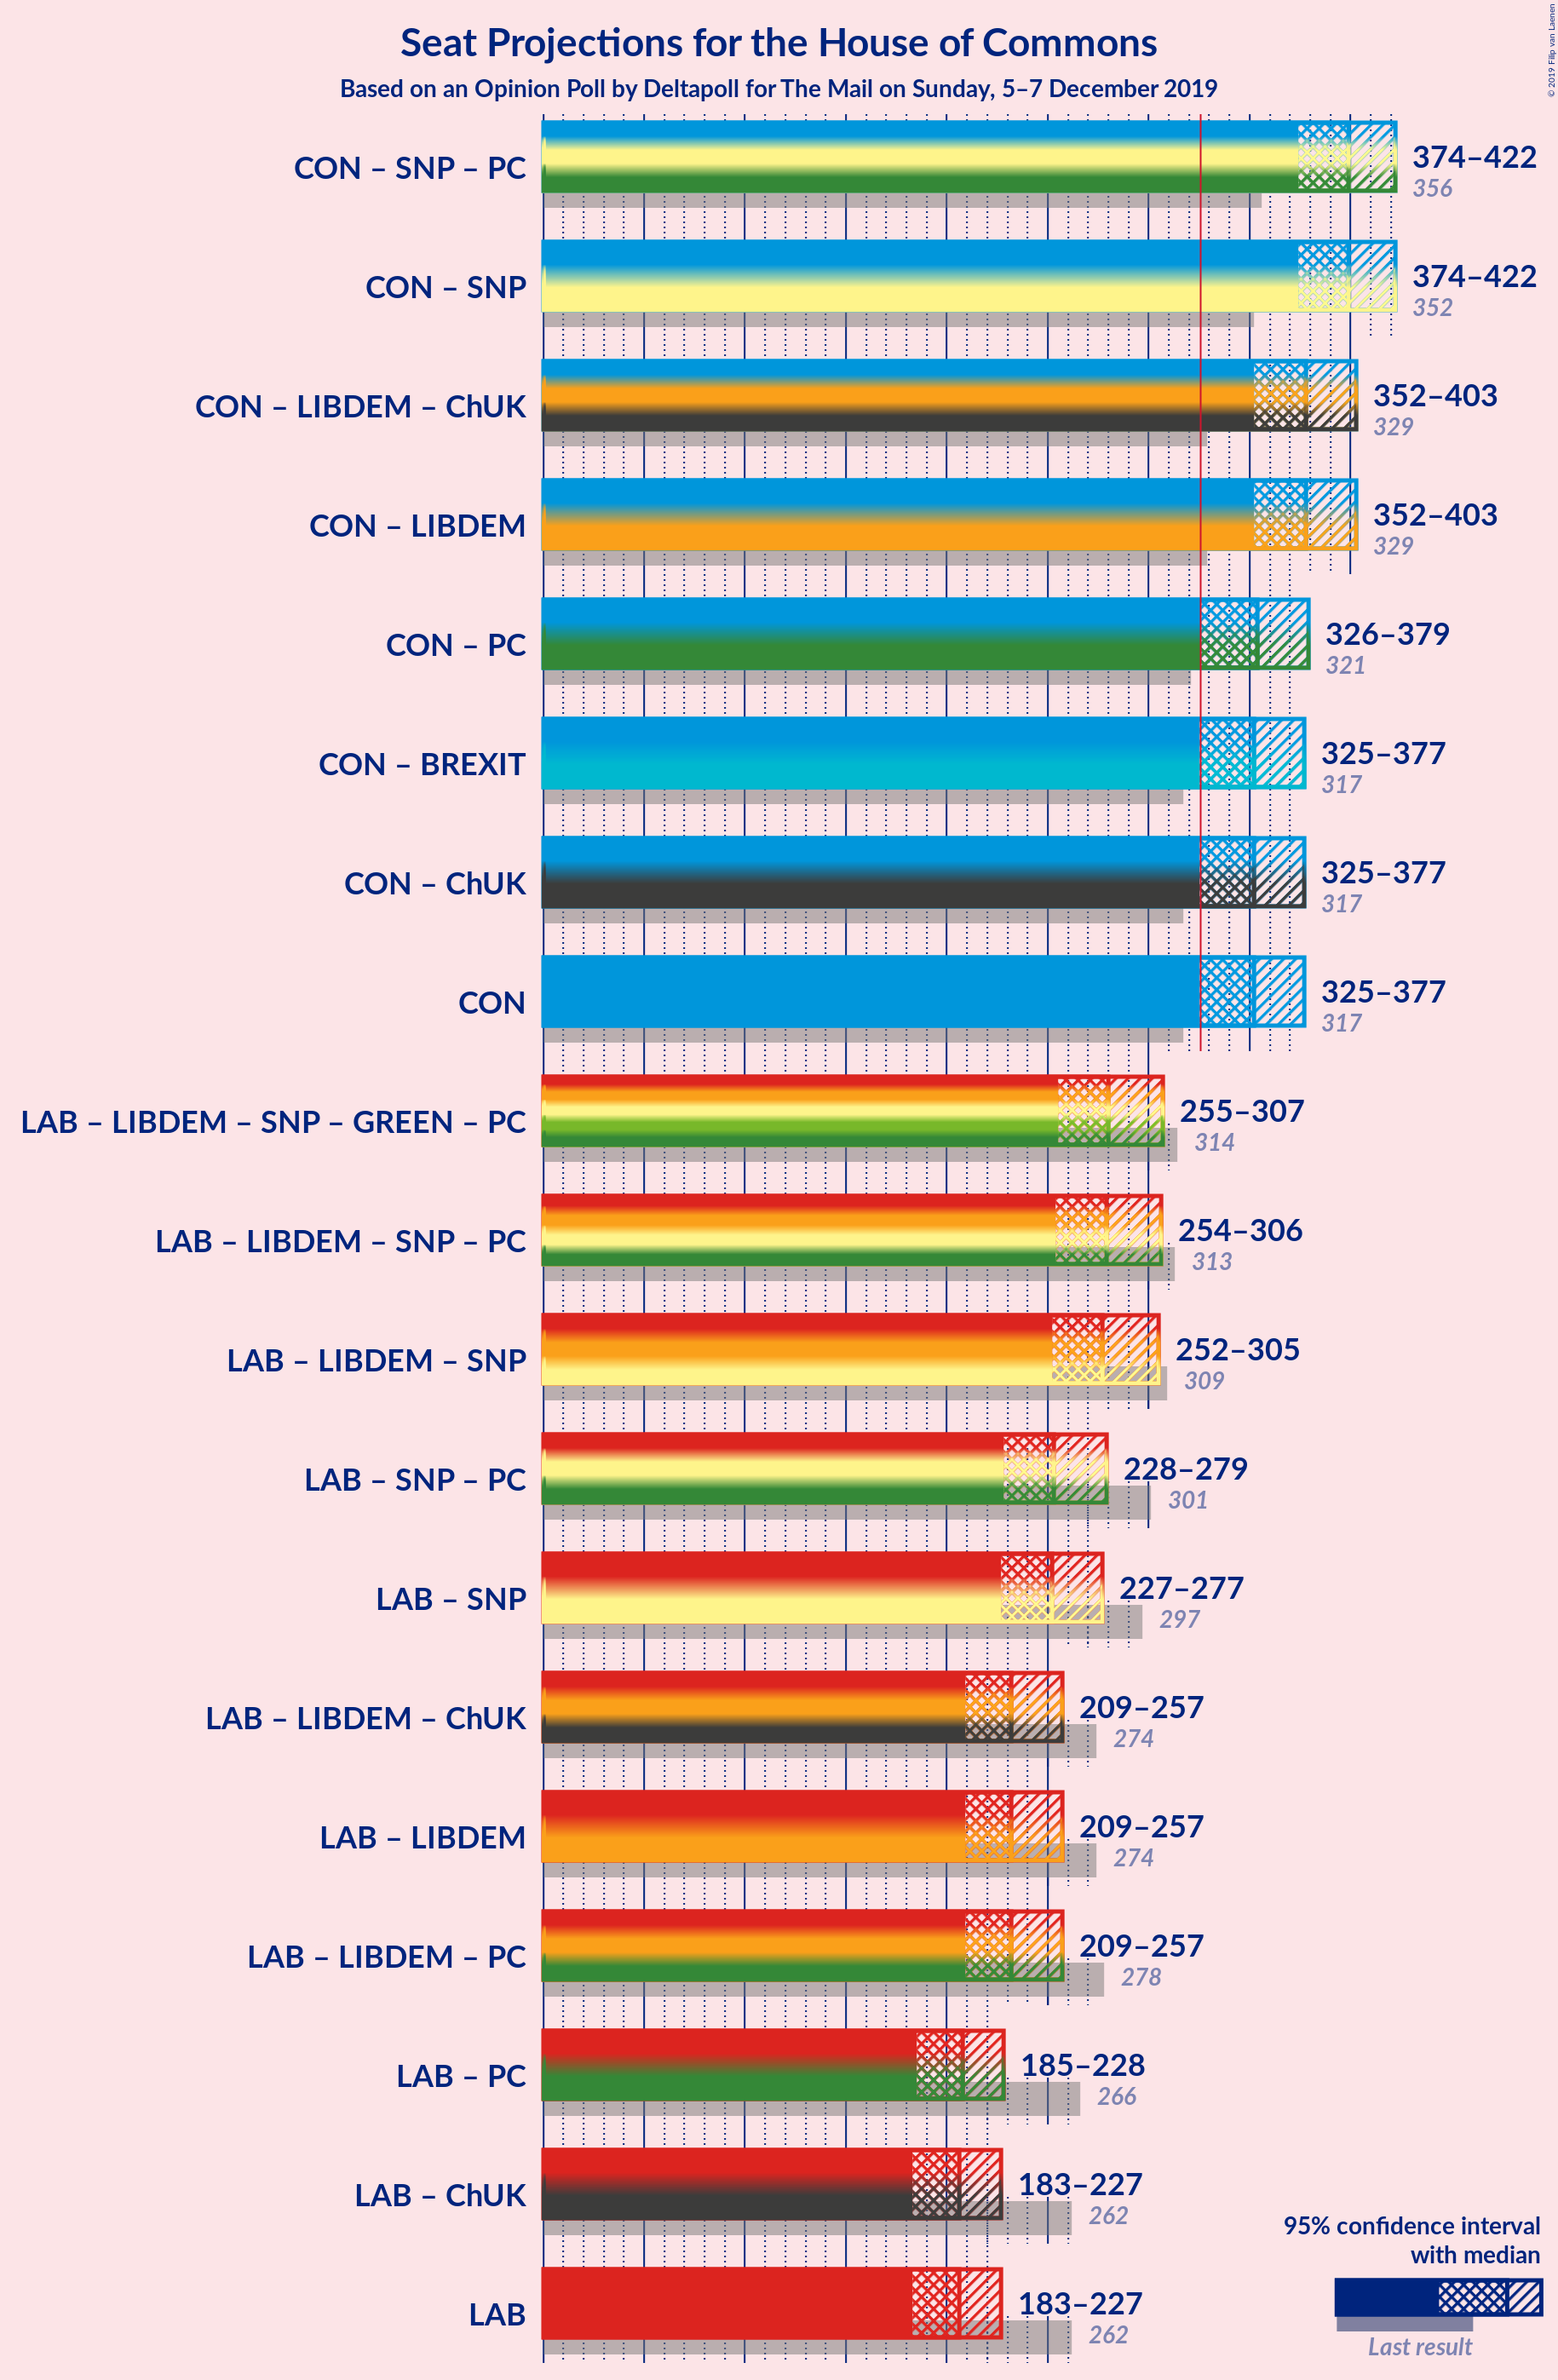 © 2019 Filip van Laenen
Seat Projections for the House of Commons
Based on an Opinion Poll by Deltapoll for The Mail on Sunday, 5–7 December 2019
CON – SNP – PC
374–422
356
CON – SNP
374–422
352
CON – LIBDEM – ChUK
352–403
329
CON – LIBDEM
352–403
329
CON – PC
326–379
321
CON – BREXIT
325–377
317
CON – ChUK
325–377
317
CON
325–377
317
LAB – LIBDEM – SNP – GREEN – PC
255–307
314
LAB – LIBDEM – SNP – PC
254–306
313
LAB – LIBDEM – SNP
252–305
309
LAB – SNP – PC
228–279
301
LAB – SNP
227–277
297
LAB – LIBDEM – ChUK
209–257
274
LAB – LIBDEM
209–257
274
LAB – LIBDEM – PC
209–257
278
LAB – PC
185–228
266
LAB – ChUK
183–227
262
LAB
183–227
262
95% confidence interval
with median
Last result